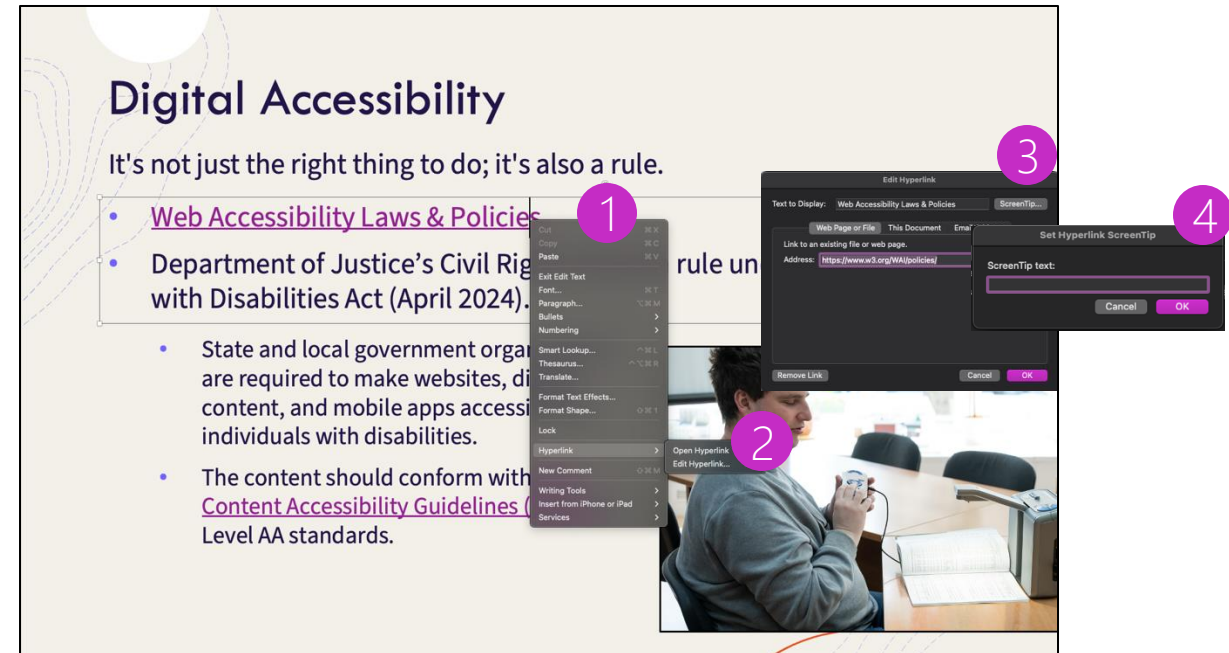 Digital Accessibility
It's not just the right thing to do; it's also a rule.
• Web Accessibility Laws & Policies
• Department of Justice’s Civil Rig rule un
with Disabilities Act (April 2024).
• State and local government orga
are required to make websites, di
content, and mobile apps accessi
individuals with disabilities.
• The content should conform with
Content Accessibility Guidelines (
Level AA standards.
1
Cut ⌘ X
Copy ⌘ C
Paste ⌘ V
Exit Edit Text
Font... ⌘ T
Paragraph... ⌥ ⌘ M
Bullets >
Numbering >
Smart Lookup... ^ ⌘ L
Thesaurus... ^ ⌥ ⌘ R
Translate...
Format Text Effects...
Format Shape... ⇧ ⌘ 1
Lock
Hyperlink >
New Comment ⇧ ⌘ M
Writing Tools >
Insert from iPhone or iPad >
Services >
2
Open Hyperlink
Edit Hyperlink...
3
Edit Hyperlink
Text to Display: Web Accessibility Laws & Policies ScreenTip...
Web Page or File This Document Email
Link to an existing file or web page.
Address: https://www.w3.org/WAI/policies/
Remove Link Cancel OK
4
Set Hyperlink ScreenTip
ScreenTip text:
Cancel OK